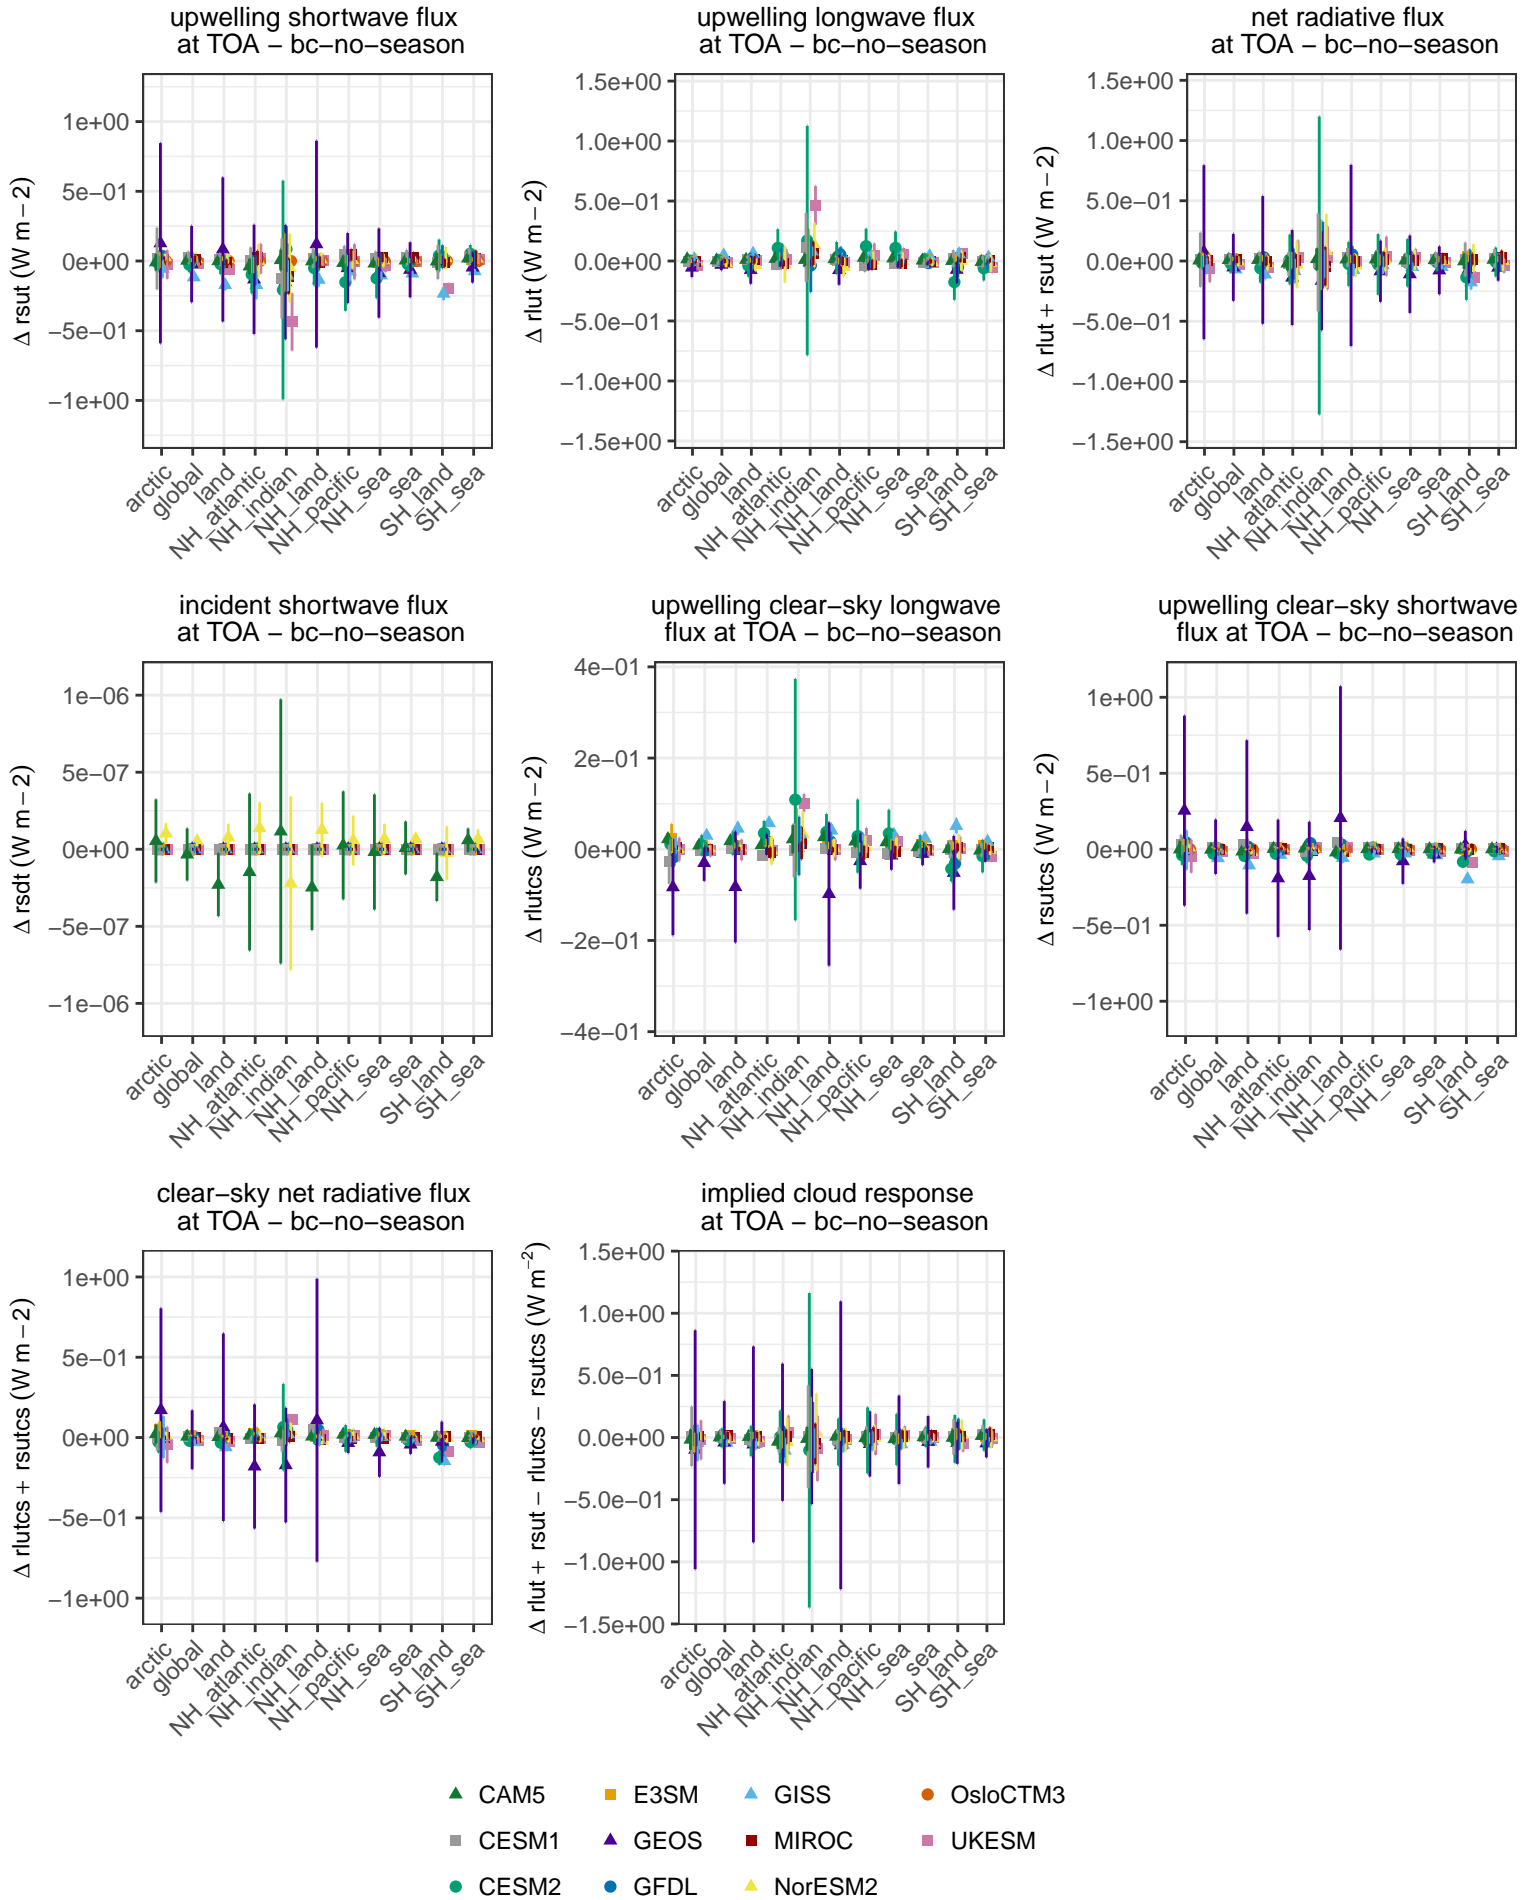 upwelling shortwave flux
at TOA − bc−no−season
Δ rsut (W m − 2)
1e+00
5e−01
0e+00
−5e−01
−1e+00
arctic
global
land
NH_atlantic
NH_indian
NH_land
NH_pacific
NH_sea
sea
SH_land
SH_sea
upwelling longwave flux
at TOA − bc−no−season
Δ rlut (W m − 2)
1.5e+00
1.0e+00
5.0e−01
0.0e+00
−5.0e−01
−1.0e+00
−1.5e+00
arctic
global
land
NH_atlantic
NH_indian
NH_land
NH_pacific
NH_sea
sea
SH_land
SH_sea
net radiative flux
at TOA − bc−no−season
Δ rlut + rsut (W m − 2)
1.5e+00
1.0e+00
5.0e−01
0.0e+00
−5.0e−01
−1.0e+00
−1.5e+00
arctic
global
land
NH_atlantic
NH_indian
NH_land
NH_pacific
NH_sea
sea
SH_land
SH_sea
incident shortwave flux
at TOA − bc−no−season
Δ rsdt (W m − 2)
1e−06
5e−07
0e+00
−5e−07
−1e−06
arctic
global
land
NH_atlantic
NH_indian
NH_land
NH_pacific
NH_sea
sea
SH_land
SH_sea
upwelling clear−sky longwave
flux at TOA − bc−no−season
Δ rlutcs (W m − 2)
4e−01
2e−01
0e+00
−2e−01
−4e−01
arctic
global
land
NH_atlantic
NH_indian
NH_land
NH_pacific
NH_sea
sea
SH_land
SH_sea
upwelling clear−sky shortwave
flux at TOA − bc−no−season
Δ rsutcs (W m − 2)
1e+00
5e−01
0e+00
−5e−01
−1e+00
arctic
global
land
NH_atlantic
NH_indian
NH_land
NH_pacific
NH_sea
sea
SH_land
SH_sea
clear−sky net radiative flux
at TOA − bc−no−season
Δ rlutcs + rsutcs (W m − 2)
1e+00
5e−01
0e+00
−5e−01
−1e+00
arctic
global
land
NH_atlantic
NH_indian
NH_land
NH_pacific
NH_sea
sea
SH_land
SH_sea
implied cloud response
at TOA − bc−no−season
Δ rlut + rsut − rlutcs − rsutcs (W m⁻²)
1.5e+00
1.0e+00
5.0e−01
0.0e+00
−5.0e−01
−1.0e+00
−1.5e+00
arctic
global
land
NH_atlantic
NH_indian
NH_land
NH_pacific
NH_sea
sea
SH_land
SH_sea
CAM5 E3SM GISS OsloCTM3
CESM1 GEOS MIROC UKESM
CESM2 GFDL NorESM2